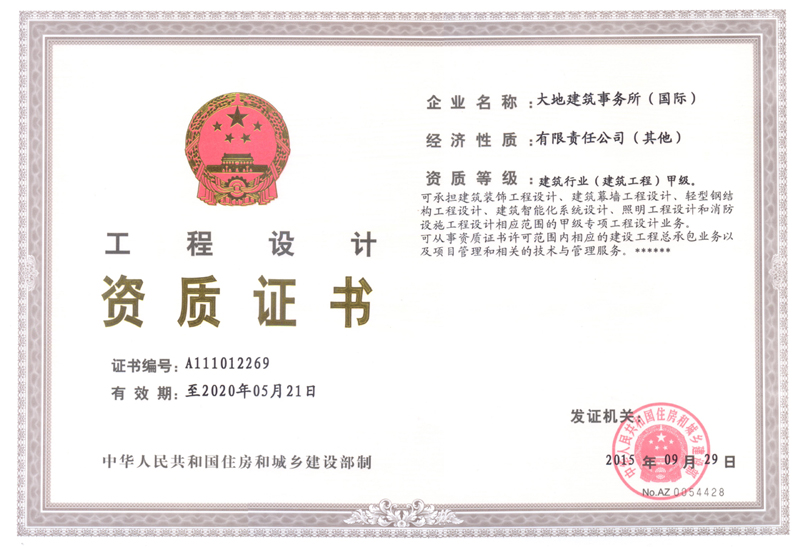 工程设计
资质证书
证书编号：A111012269
有效期：至2020年05月21日
中华人民共和国住房和城乡建设部制
企业名称：大地建筑事务所（国际）
经济性质：有限责任公司（其他）
资质等级：建筑行业（建筑工程）甲级。
可承担建筑装饰工程设计、建筑幕墙工程设计、轻型钢结
构工程设计、建筑智能化系统设计、照明工程设计和消防
设施工程设计相应范围的甲级专项工程设计业务。
可从事资质证书许可范围内相应的建设工程总承包业务以
及项目管理和相关的技术与管理服务。******
发证机关：
中华人民共和国住房和城乡建设部
2015年09月29日
No.AZ 0054428